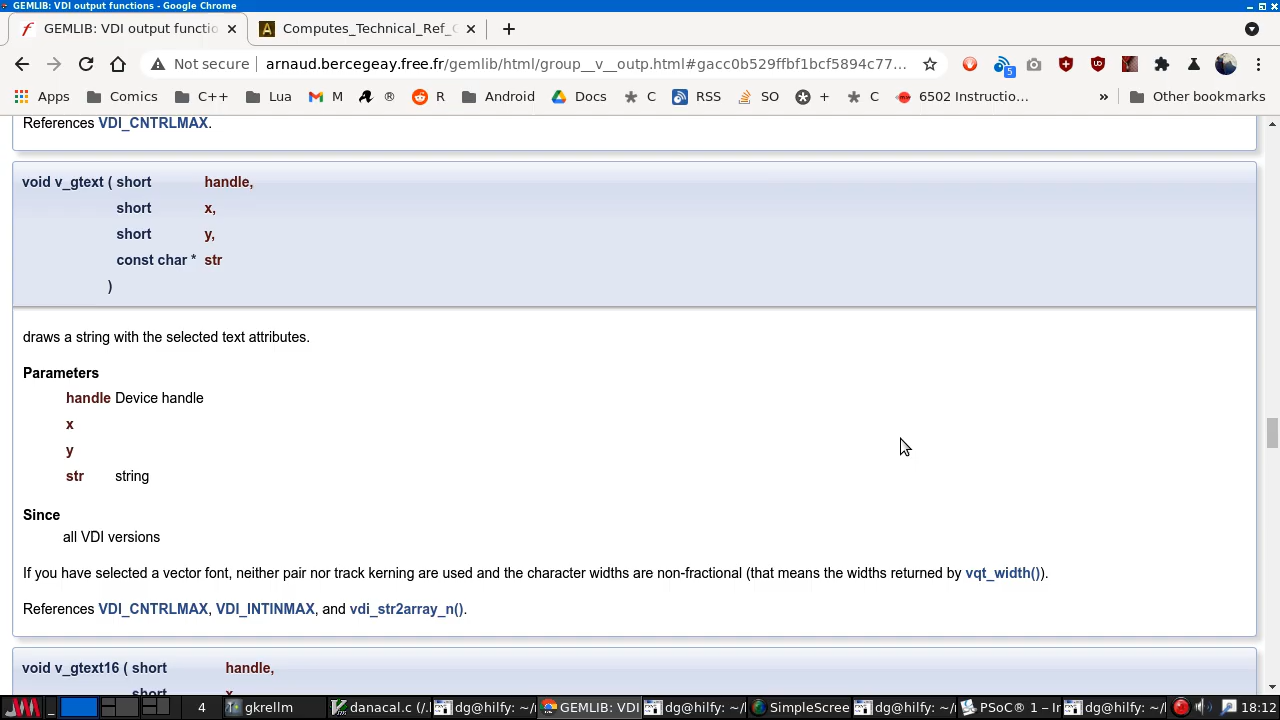 GEMLIB: VDI output functions - Google Chrome
GEMLIB: VDI output functio
Computes_Technical_Ref_
Not secure
arnaud.bercegeay.free.fr/gemlib/html/group__v__outp.html#gacc0b529ffbf1bcf5894c77...
5
Apps Comics C++ Lua M ® R Android Docs C RSS SO + C 6502 Instructio... » Other bookmarks
References VDI_CNTRLMAX.
void v_gtext ( short handle,
short x,
short y,
const char * str
)
draws a string with the selected text attributes.
Parameters
handle Device handle
x
y
str string
Since
all VDI versions
If you have selected a vector font, neither pair nor track kerning are used and the character widths are non-fractional (that means the widths returned by vqt_width()).
References VDI_CNTRLMAX, VDI_INTINMAX, and vdi_str2array_n().
void v_gtext16 ( short handle,
short x
4 gkrellm danacal.c (/. dg@hilfy: ~/ GEMLIB: VDI dg@hilfy: ~/ SimpleScree dg@hilfy: ~/ PSoC® 1 – Ir dg@hilfy: ~/ 18:12